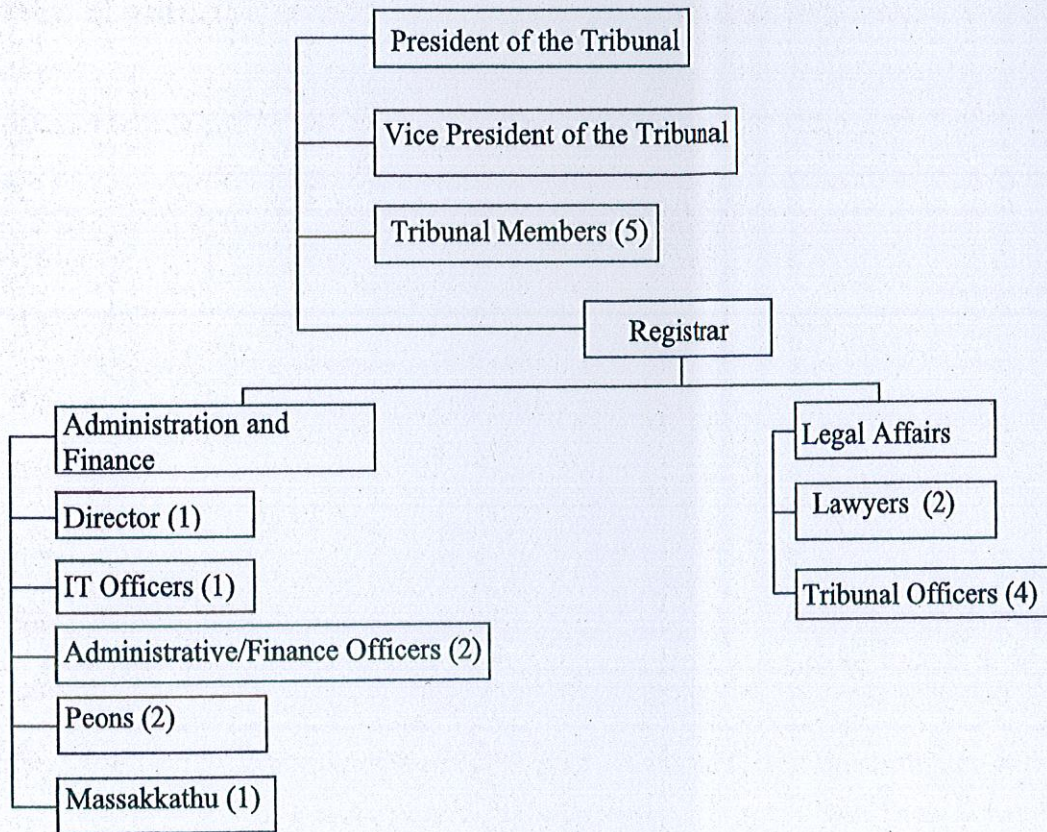 President of the Tribunal
Vice President of the Tribunal
Tribunal Members (5)
Registrar
Administration and
Finance
Director (1)
IT Officers (1)
Administrative/Finance Officers (2)
Peons (2)
Massakkathu (1)
Legal Affairs
Lawyers (2)
Tribunal Officers (4)